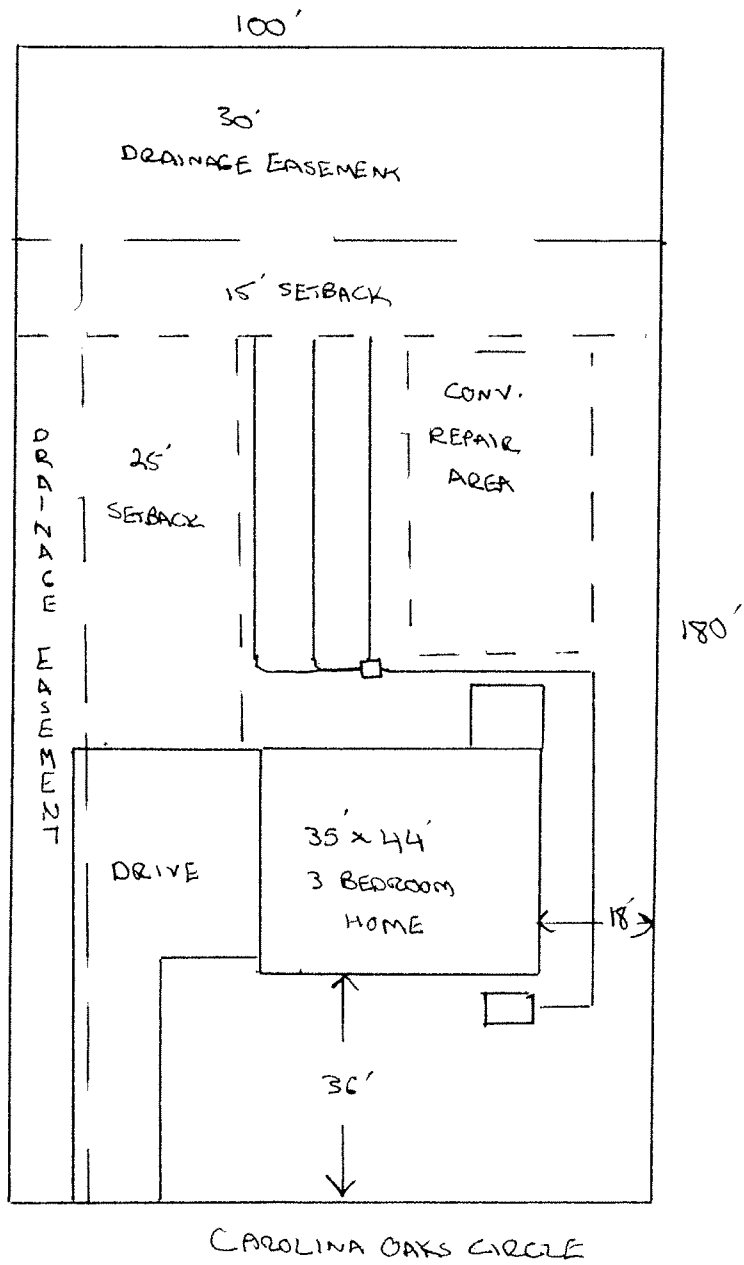 100'
30'
DRAINAGE EASEMENT
15' SETBACK
CONV.
REPAIR
AREA
25'
SETBACK
DRAINAGE EASEMENT
180'
35' x 44'
3 BEDROOM
HOME
DRIVE
18'
36'
CAROLINA OAKS CIRCLE